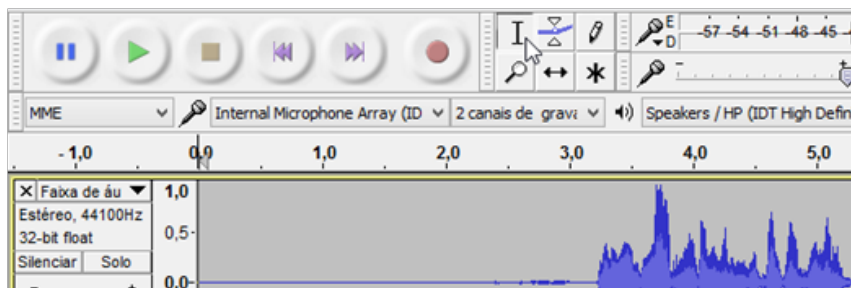 E
D
-57 -54 -51 -48 -45 -
MME
Internal Microphone Array (ID
2 canais de grava
Speakers / HP (IDT High Defin
-1,0 0,0 1,0 2,0 3,0 4,0 5,0
Faixa de áu
1,0
Estéreo, 44100Hz
32-bit float
0,5-
Silenciar Solo
0,0-